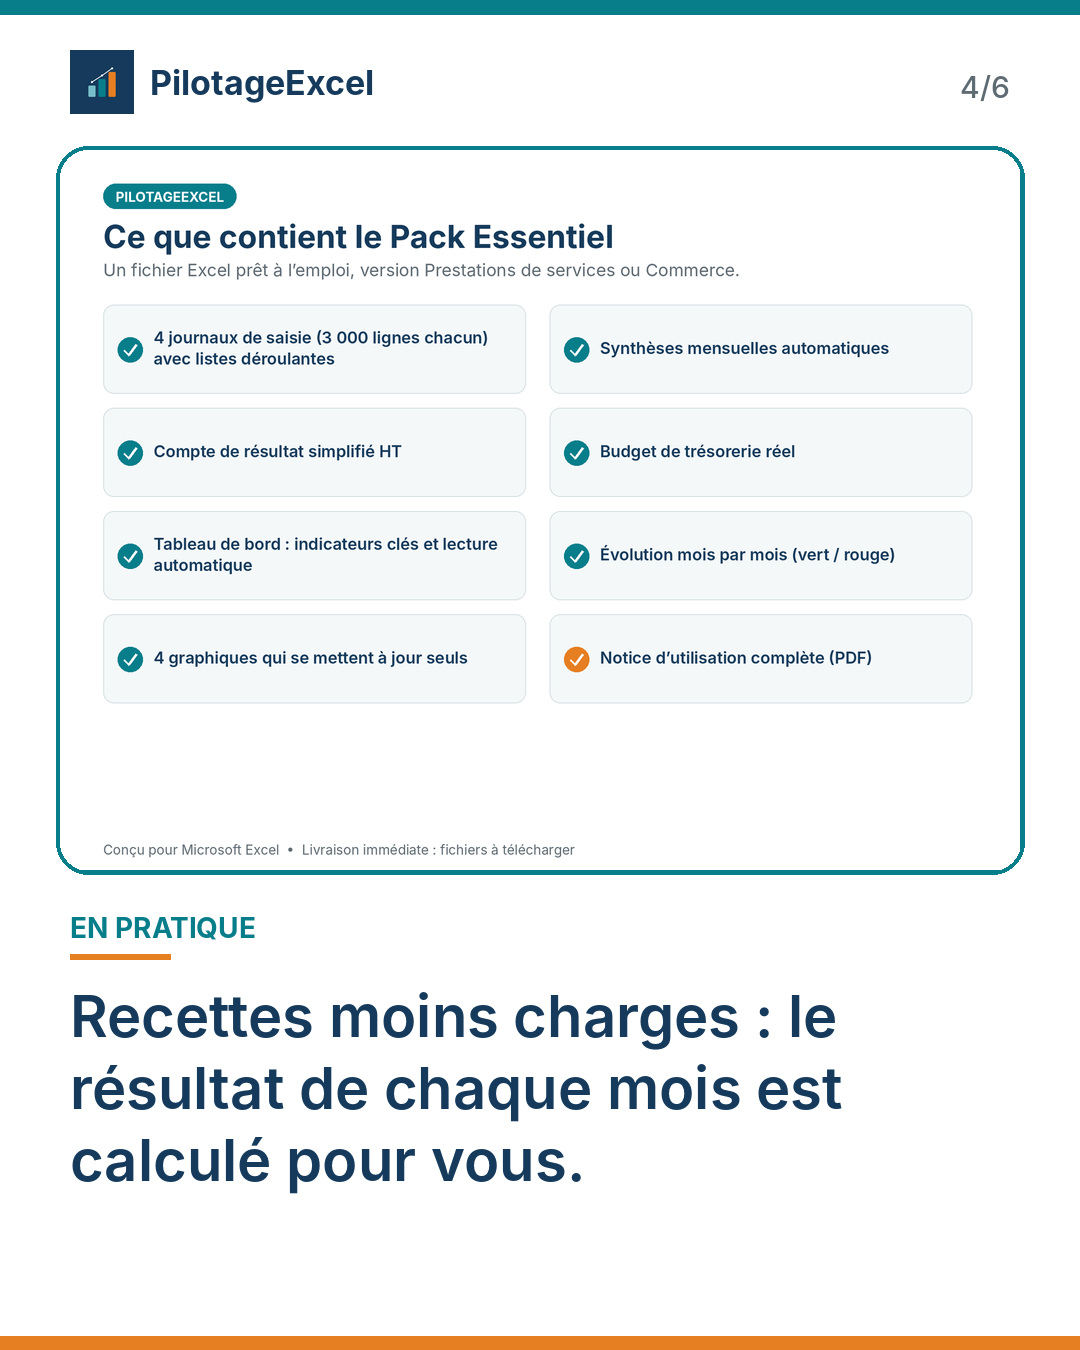 PilotageExcel
4/6
PILOTAGEEXCEL
Ce que contient le Pack Essentiel
Un fichier Excel prêt à l’emploi, version Prestations de services ou Commerce.
4 journaux de saisie (3 000 lignes chacun)
avec listes déroulantes
Synthèses mensuelles automatiques
Compte de résultat simplifié HT
Budget de trésorerie réel
Tableau de bord : indicateurs clés et lecture
automatique
Évolution mois par mois (vert / rouge)
4 graphiques qui se mettent à jour seuls
Notice d’utilisation complète (PDF)
Conçu pour Microsoft Excel • Livraison immédiate : fichiers à télécharger
EN PRATIQUE
Recettes moins charges : le
résultat de chaque mois est
calculé pour vous.